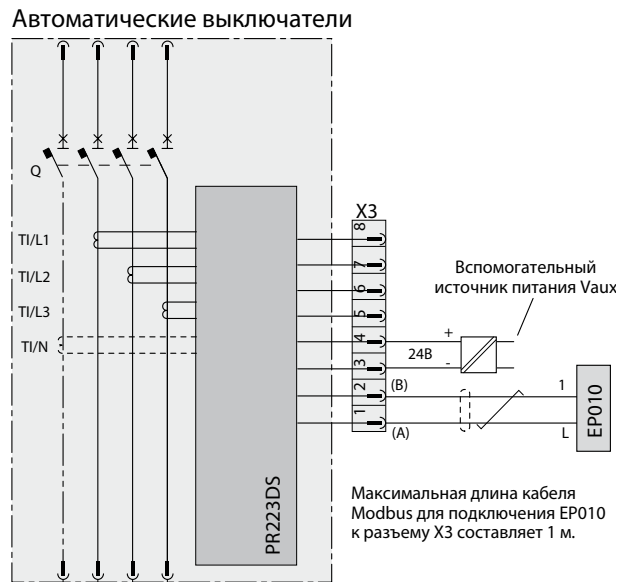 Автоматические выключатели
Q
TI/L1
TI/L2
TI/L3
TI/N
PR223DS
X3
8
7
6
5
4
3
2
1
+
24В
-
(B)
(A)
Вспомогательный
источник питания Vaux
1
L
EP010
Максимальная длина кабеля
Modbus для подключения EP010
к разъему X3 составляет 1 м.